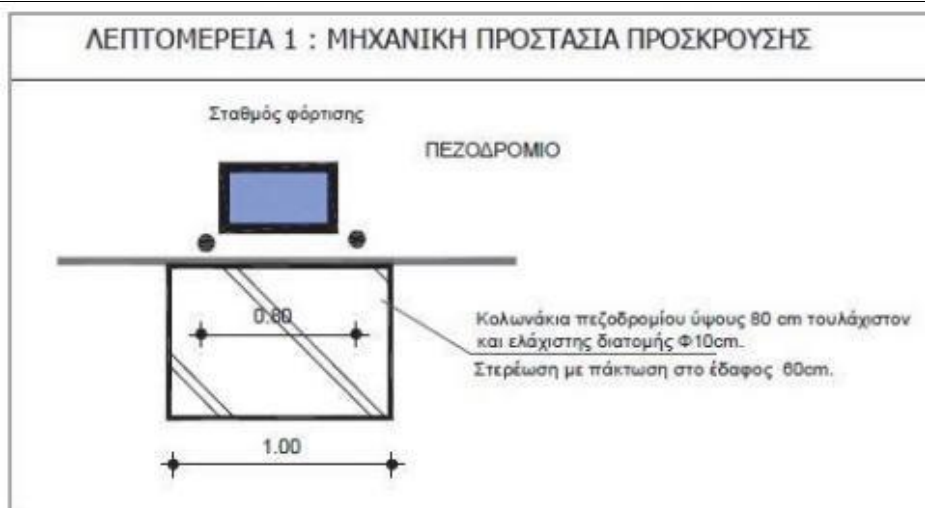 ΛΕΠΤΟΜΕΡΕΙΑ 1 : ΜΗΧΑΝΙΚΗ ΠΡΟΣΤΑΣΙΑ ΠΡΟΣΚΡΟΥΣΗΣ
Σταθμός φόρτισης
ΠΕΖΟΔΡΟΜΙΟ
0.60
Κολωνάκια πεζοδρομίου ύψους 80 cm τουλάχιστον
και ελάχιστης διατομής Φ10cm.
Στερέωση με πάκτωση στο έδαφος 60cm.
1.00